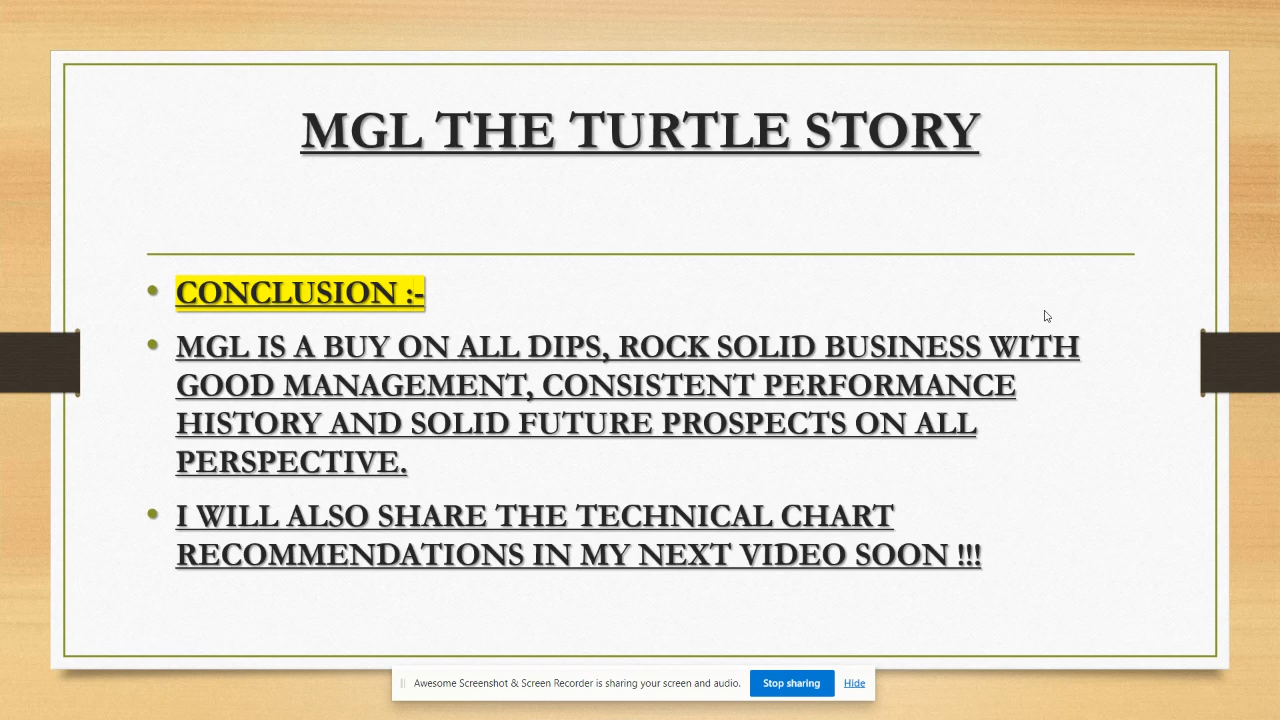 MGL THE TURTLE STORY
CONCLUSION :-
MGL IS A BUY ON ALL DIPS, ROCK SOLID BUSINESS WITH
GOOD MANAGEMENT, CONSISTENT PERFORMANCE
HISTORY AND SOLID FUTURE PROSPECTS ON ALL
PERSPECTIVE.
I WILL ALSO SHARE THE TECHNICAL CHART
RECOMMENDATIONS IN MY NEXT VIDEO SOON !!!
Awesome Screenshot & Screen Recorder is sharing your screen and audio. Stop sharing Hide